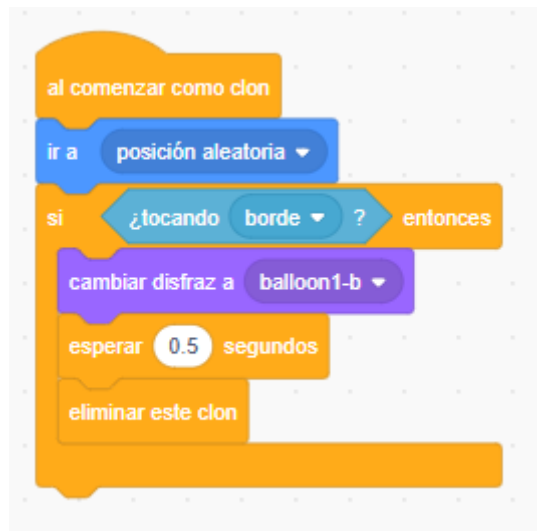 al comenzar como clon
ir a posición aleatoria
si ¿tocando borde ? entonces
cambiar disfraz a balloon1-b
esperar 0.5 segundos
eliminar este clon